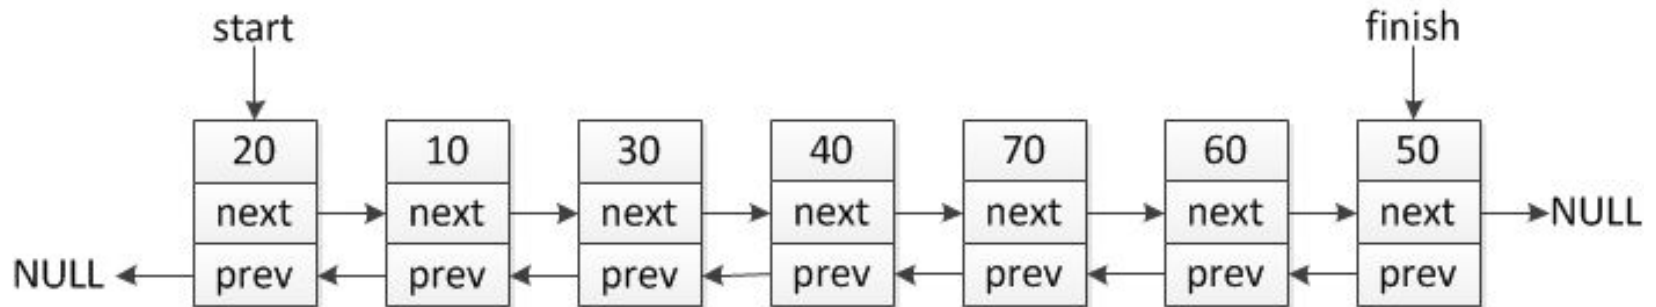 start finish
20 10 30 40 70 60 50
next next next next next next next NULL
NULL prev prev prev prev prev prev prev